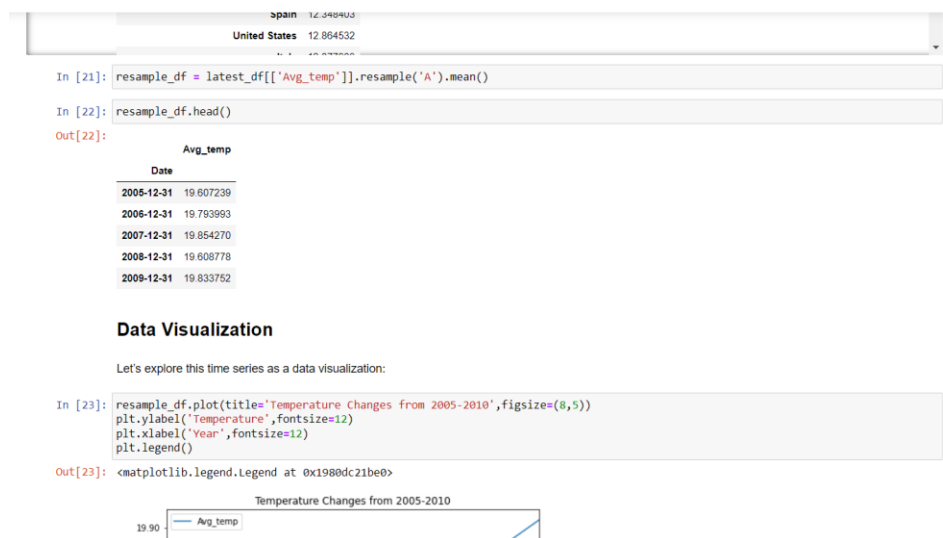 Spain 12.348403
United States 12.864532
In [21]: resample_df = latest_df[['Avg_temp']].resample('A').mean()
In [22]: resample_df.head()
Out[22]:
Avg_temp
Date
2005-12-31 19.607239
2006-12-31 19.793993
2007-12-31 19.854270
2008-12-31 19.608778
2009-12-31 19.833752
Data Visualization
Let's explore this time series as a data visualization:
In [23]: resample_df.plot(title='Temperature Changes from 2005-2010',figsize=(8,5))
plt.ylabel('Temperature',fontsize=12)
plt.xlabel('Year',fontsize=12)
plt.legend()
Out[23]: <matplotlib.legend.Legend at 0x1980dc21be0>
Temperature Changes from 2005-2010
Avg_temp
19.90